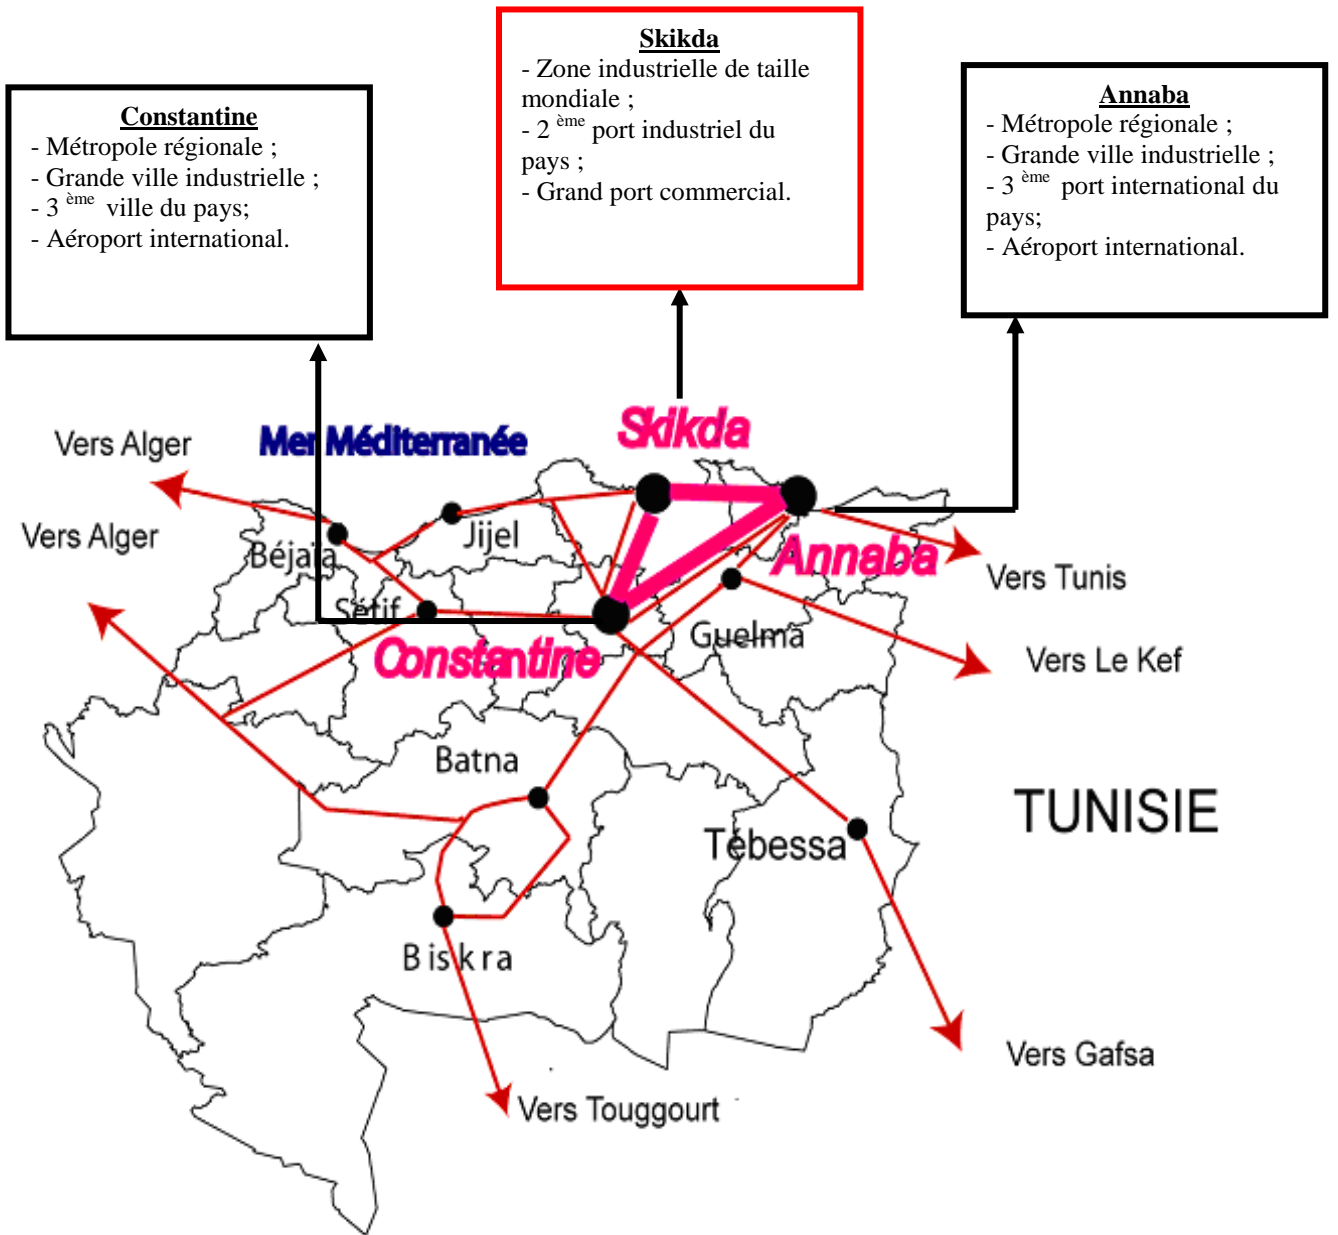 Skikda
- Zone industrielle de taille
mondiale ;
- 2 ème port industriel du
pays ;
- Grand port commercial.
Constantine
- Métropole régionale ;
- Grande ville industrielle ;
- 3 ème ville du pays;
- Aéroport international.
Annaba
- Métropole régionale ;
- Grande ville industrielle ;
- 3 ème port international du
pays;
- Aéroport international.
Vers Alger
Mer Méditerranée
Skikda
Vers Alger
Béjaïa
Jijel
Annaba
Vers Tunis
Sétif
Guelma
Constantine
Vers Le Kef
Batna
TUNISIE
Tébessa
Biskra
Vers Gafsa
Vers Touggourt